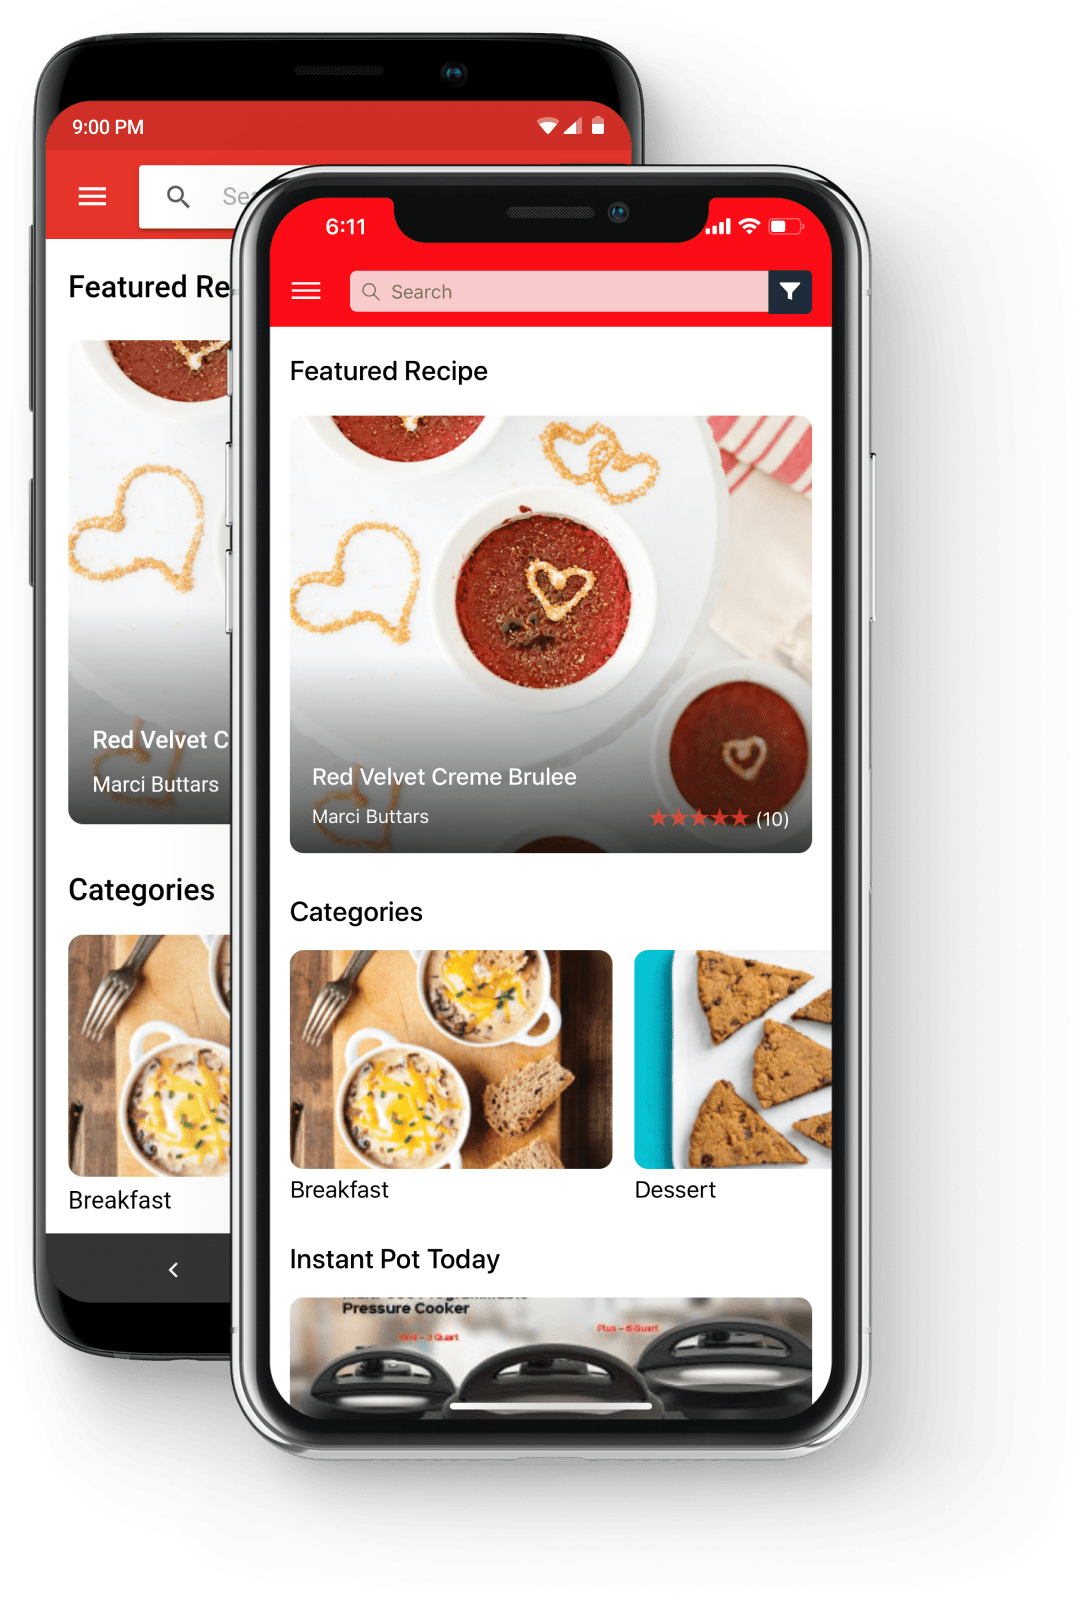 9:00 PM
Featured Re
Red Velvet C
Marci Buttars
Categories
Breakfast
6:11
Search
Featured Recipe
Red Velvet Creme Brulee
Marci Buttars
(10)
Categories
Breakfast
Dessert
Instant Pot Today
Pressure Cooker
Mini – 3 Quart
Plus – 6 Quart